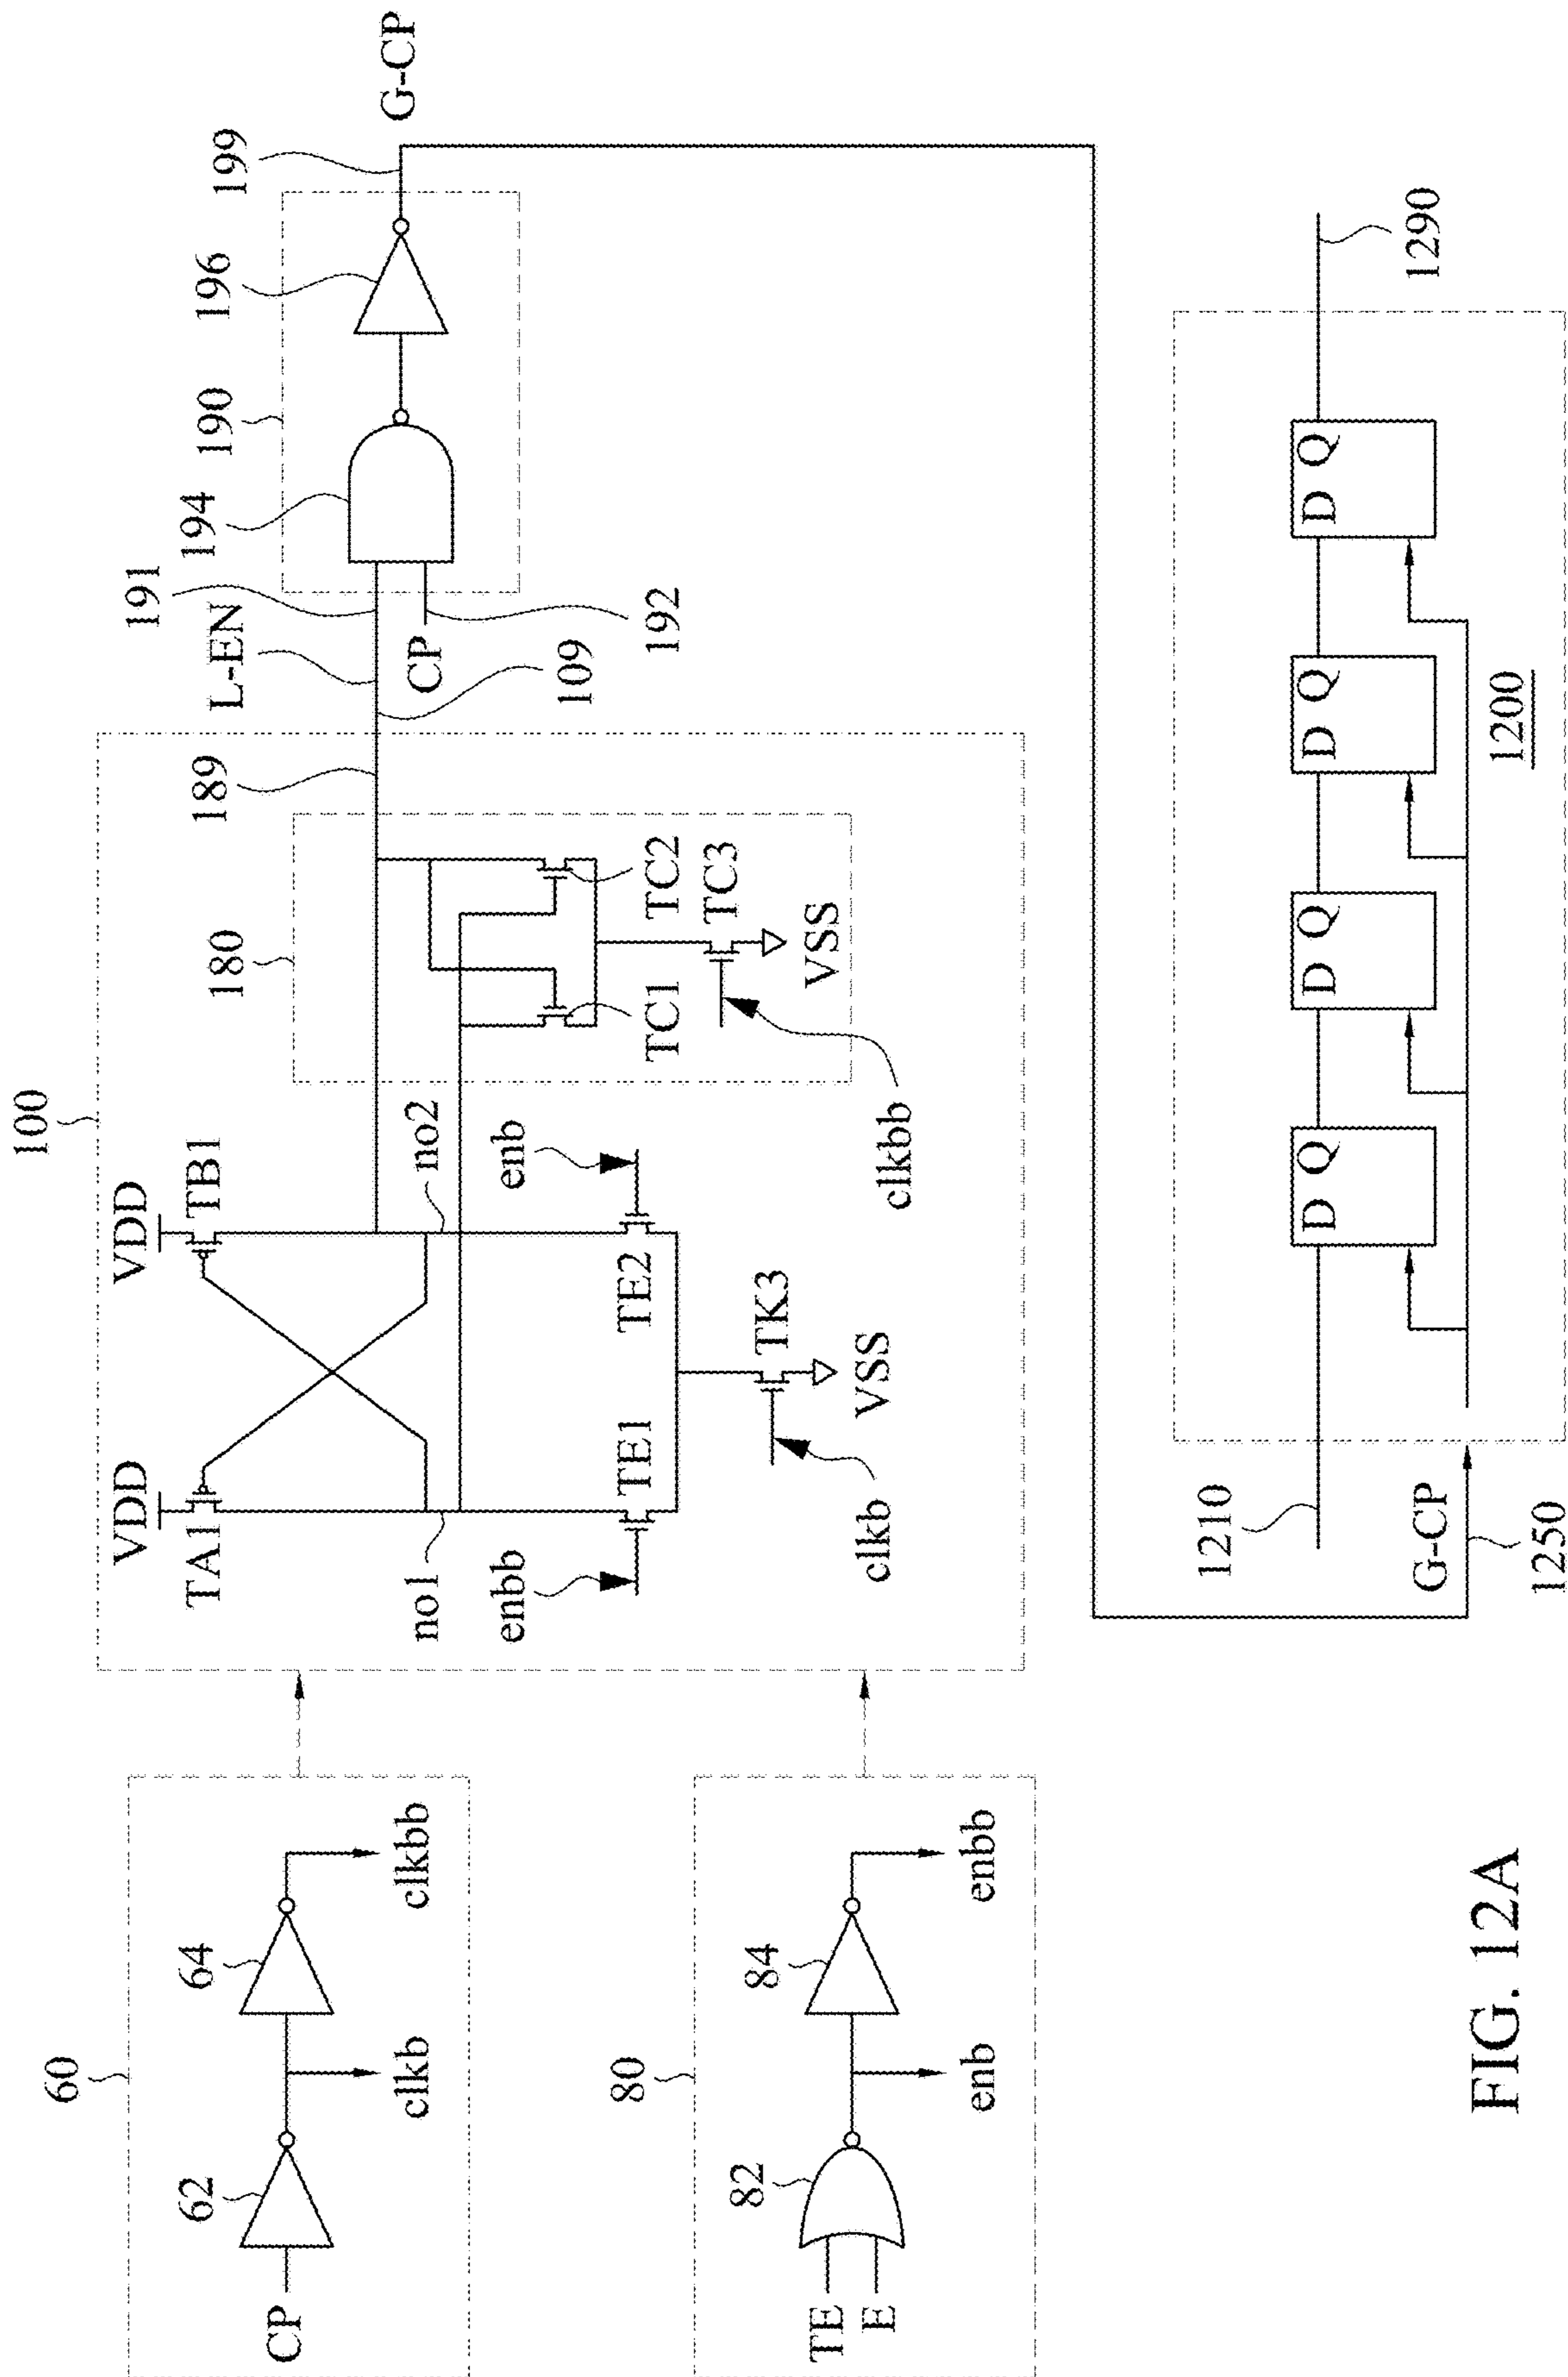 60
62
64
CP
clkb
clkbb
80
82
84
TE
E
enb
enbb
100
VDD
VDD
TA1
TB1
no1
no2
enbb
enb
TE1
TE2
TK3
clkb
VSS
180
189
TC1
TC2
TC3
VSS
clkbb
L-EN
109
191
CP
192
194
190
196
199
G-CP
1210
G-CP
1250
D Q
D Q
D Q
D Q
1200
1290
FIG. 12A